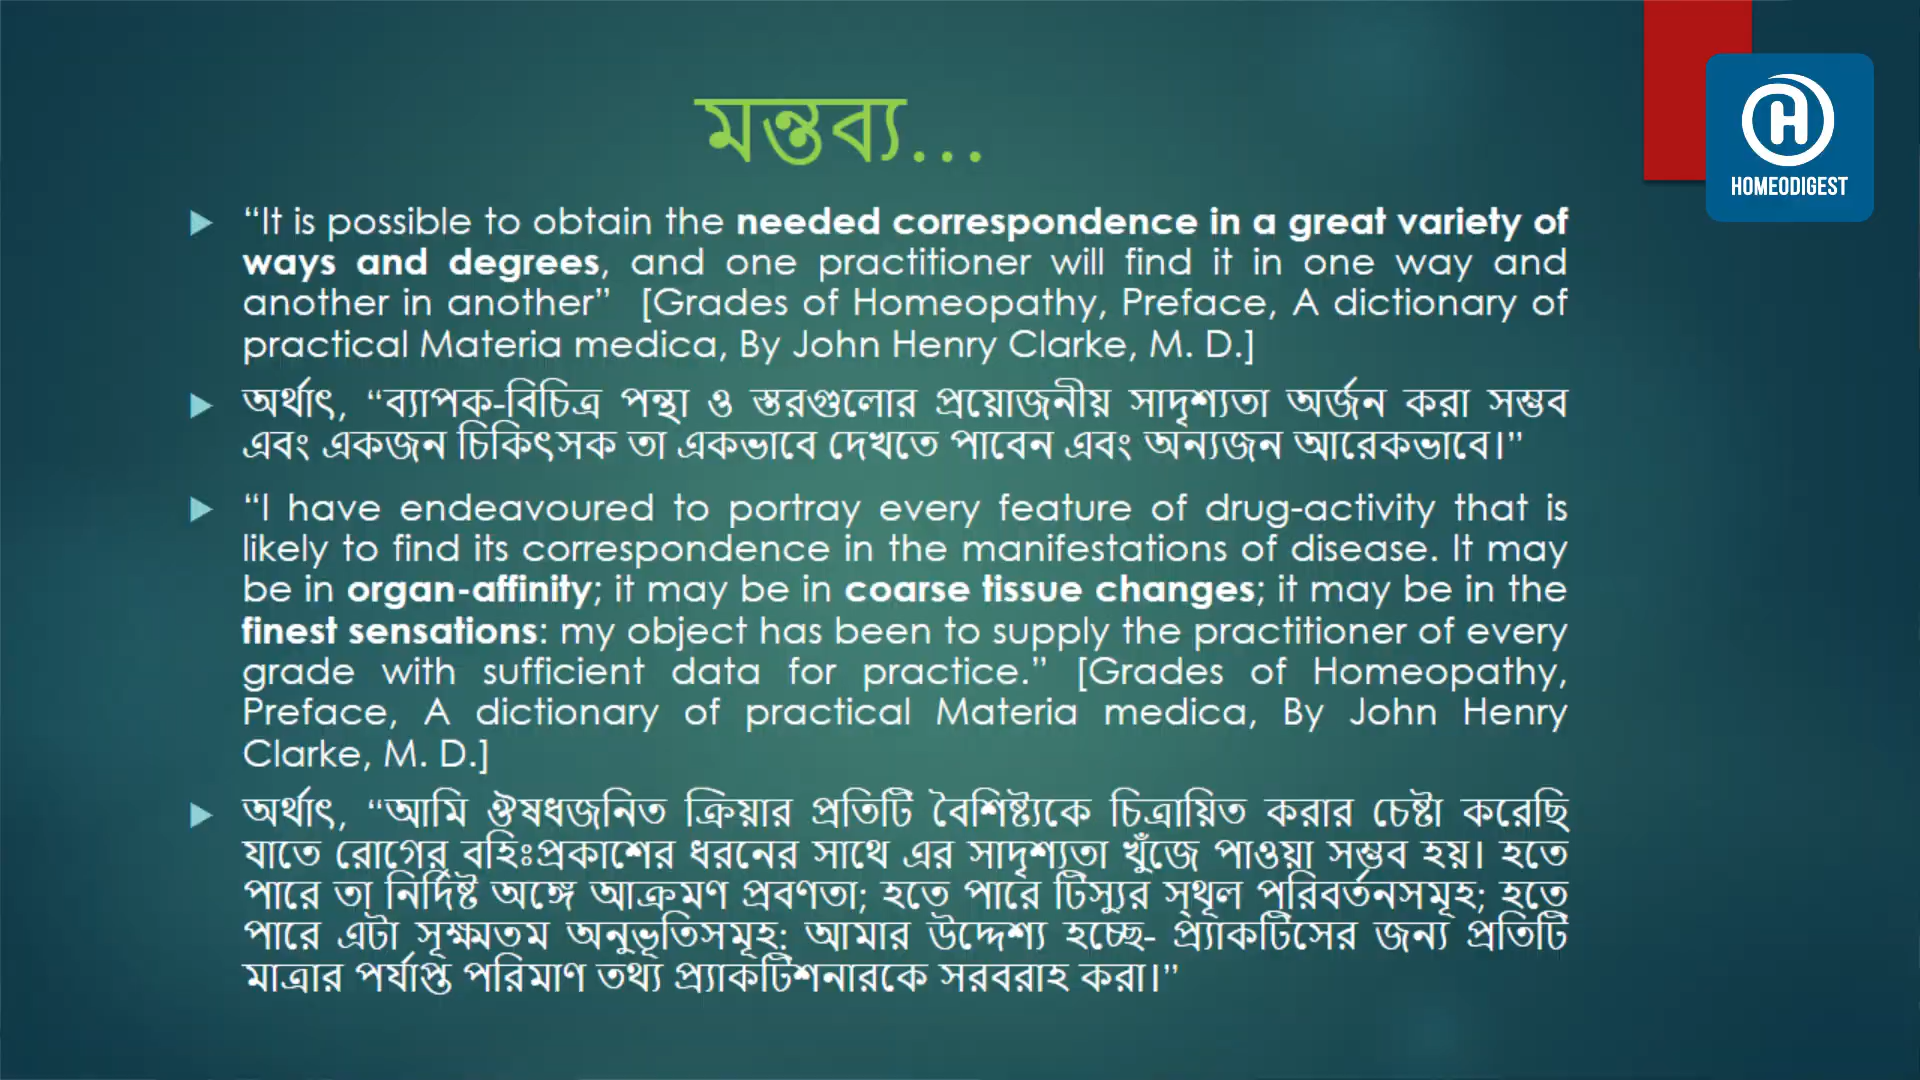 মন্তব্য...
HOMEODIGEST
“It is possible to obtain the needed correspondence in a great variety of
ways and degrees, and one practitioner will find it in one way and
another in another” [Grades of Homeopathy, Preface, A dictionary of
practical Materia medica, By John Henry Clarke, M. D.]
অর্থাৎ, “ব্যাপক-বিচিত্র পন্থা ও স্তরগুলোর প্রয়োজনীয় সাদৃশ্যতা অর্জন করা সম্ভব
এবং একজন চিকিৎসক তা একভাবে দেখতে পাবেন এবং অন্যজন আরেকভাবে।”
“I have endeavoured to portray every feature of drug-activity that is
likely to find its correspondence in the manifestations of disease. It may
be in organ-affinity; it may be in coarse tissue changes; it may be in the
finest sensations: my object has been to supply the practitioner of every
grade with sufficient data for practice.” [Grades of Homeopathy,
Preface, A dictionary of practical Materia medica, By John Henry
Clarke, M. D.]
অর্থাৎ, “আমি ঔষধজনিত ক্রিয়ার প্রতিটি বৈশিষ্ট্যকে চিত্রায়িত করার চেষ্টা করেছি
যাতে রোগের বহিঃপ্রকাশের ধরনের সাথে এর সাদৃশ্যতা খুঁজে পাওয়া সম্ভব হয়। হতে
পারে তা নির্দিষ্ট অঙ্গে আক্রমণ প্রবণতা; হতে পারে টিস্যুর স্থূল পরিবর্তনসমূহ; হতে
পারে এটা সূক্ষ্মতম অনুভূতিসমূহ: আমার উদ্দেশ্য হচ্ছে- প্র্যাকটিসের জন্য প্রতিটি
মাত্রার পর্যাপ্ত পরিমাণ তথ্য প্র্যাকটিশনারকে সরবরাহ করা।”